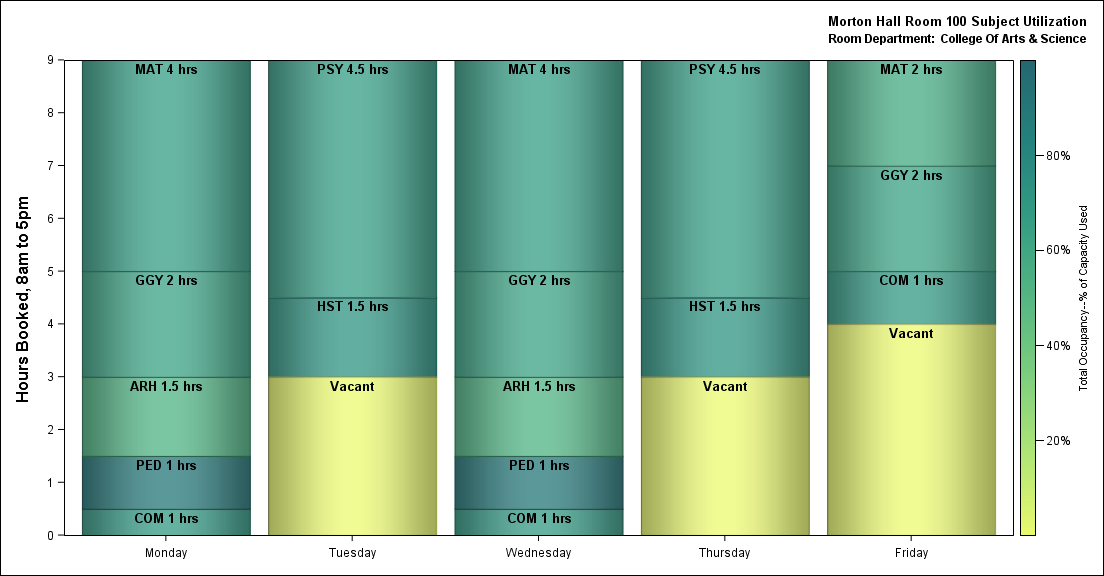 Morton Hall Room 100 Subject Utilization
Room Department: College Of Arts & Science
Hours Booked, 8am to 5pm
9
8
7
6
5
4
3
2
1
0
MAT 4 hrs
GGY 2 hrs
ARH 1.5 hrs
PED 1 hrs
COM 1 hrs
Monday
PSY 4.5 hrs
HST 1.5 hrs
Vacant
Tuesday
MAT 4 hrs
GGY 2 hrs
ARH 1.5 hrs
PED 1 hrs
COM 1 hrs
Wednesday
PSY 4.5 hrs
HST 1.5 hrs
Vacant
Thursday
MAT 2 hrs
GGY 2 hrs
COM 1 hrs
Vacant
Friday
80%
60%
40%
20%
Total Occupancy--% of Capacity Used